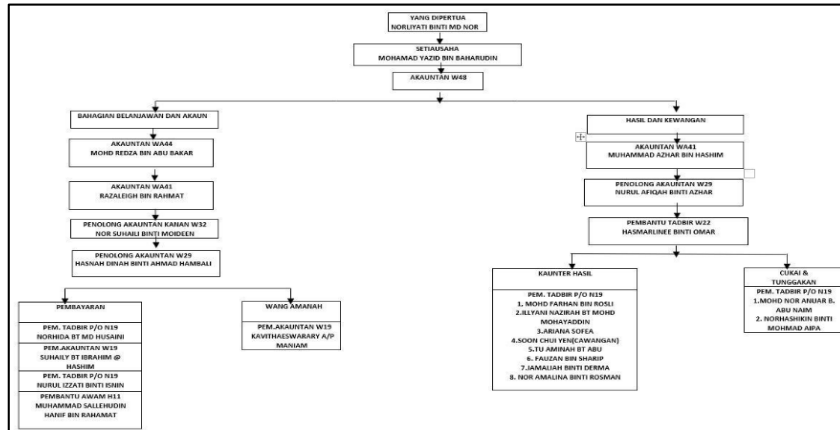 YANG DIPERTUA
NORLIYATI BINTI MD NOR
SETIAUSAHA
MOHAMAD YAZID BIN BAHARUDIN
AKAUNTAN W48
BAHAGIAN BELANJAWAN DAN AKAUN
AKAUNTAN WA44
MOHD REDZA BIN ABU BAKAR
AKAUNTAN WA41
RAZALEIGH BIN RAHMAT
PENOLONG AKAUNTAN KANAN W32
NOR SUHAILI BINTI MOIDEEN
PENOLONG AKAUNTAN W29
HASNAH DINAH BINTI AHMAD HAMBALI
PEMBAYARAN
PEM. TADBIR P/O N19
NORHIDA BT MD HUSAINI
PEM.AKAUNTAN W19
SUHAILY BT IBRAHIM @
HASHIM
PEM. TADBIR P/O N19
NURUL IZZATI BINTI ISNIN
PEMBANTU AWAM H11
MUHAMMAD SALLEHUDIN
HANIF BIN RAHAMAT
WANG AMANAH
PEM.AKAUNTAN W19
KAVITHAESWARARY A/P
MANIAM
HASIL DAN KEWANGAN
AKAUNTAN WA41
MUHAMMAD AZHAR BIN HASHIM
PENOLONG AKAUNTAN W29
NURUL AFIQAH BINTI AZHAR
PEMBANTU TADBIR W22
HASMARLINEE BINTI OMAR
KAUNTER HASIL
PEM. TADBIR P/O N19
1. MOHD FARHAN BIN ROSLI
2.ILLYANI NAZIRAH BT MOHD
MOHAYADDIN
3.ARIANA SOFEA
4.SOON CHUI YEN(CAWANGAN)
5.TU AMINAH BT ABU
6. FAUZAN BIN SHARIP
7.JAMALIAH BINTI DERMA
8. NOR AMALINA BINTI ROSMAN
CUKAI &
TUNGGAKAN
PEM. TADBIR P/O N19
1.MOHD NOR ANUAR B.
ABU NAIM
2. NORHASHIKIN BINTI
MOHMAD AIPA